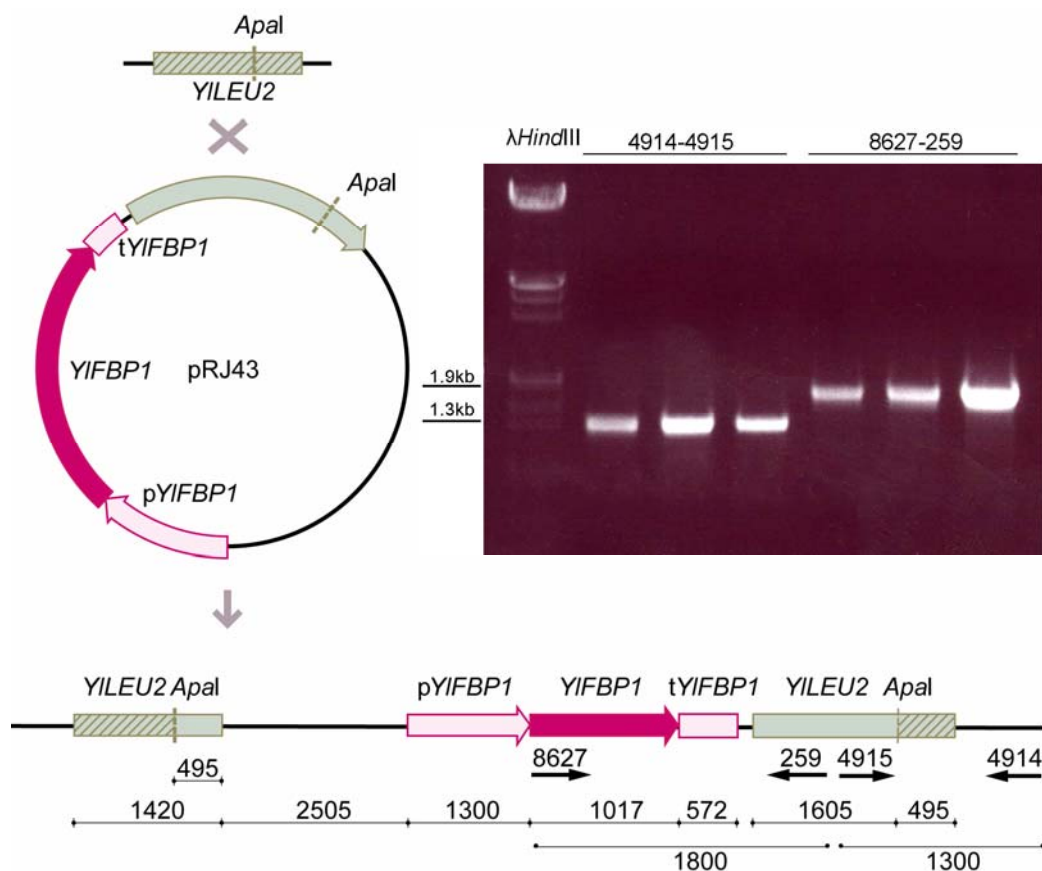 ApaI
YlLEU2
λHindIII 4914-4915 8627-259
ApaI
tYlFBP1
YlFBP1 pRJ43
1.9kb
1.3kb
pYlFBP1
YlLEU2 ApaI pYlFBP1 YlFBP1 tYlFBP1 YlLEU2 ApaI
8627 259 4915 4914
495
1420 2505 1300 1017 572 1605 495
1800 1300